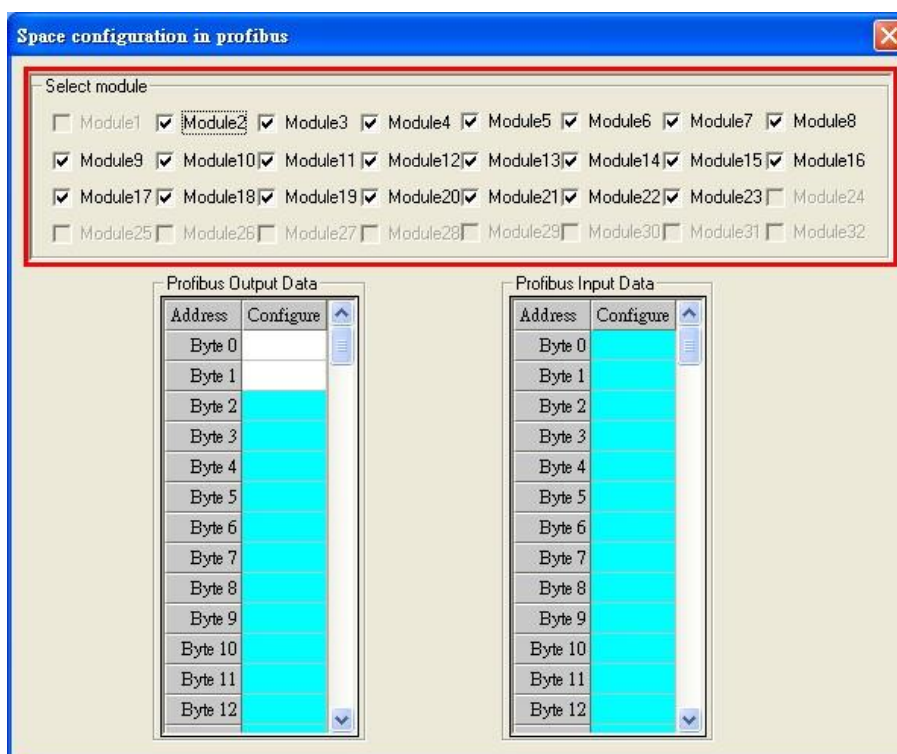 Space configuration in profibus
Select module
Module1 Module2 Module3 Module4 Module5 Module6 Module7 Module8
Module9 Module10 Module11 Module12 Module13 Module14 Module15 Module16
Module17 Module18 Module19 Module20 Module21 Module22 Module23 Module24
Module25 Module26 Module27 Module28 Module29 Module30 Module31 Module32
Profibus Output Data
Address Configure
Byte 0
Byte 1
Byte 2
Byte 3
Byte 4
Byte 5
Byte 6
Byte 7
Byte 8
Byte 9
Byte 10
Byte 11
Byte 12
Profibus Input Data
Address Configure
Byte 0
Byte 1
Byte 2
Byte 3
Byte 4
Byte 5
Byte 6
Byte 7
Byte 8
Byte 9
Byte 10
Byte 11
Byte 12